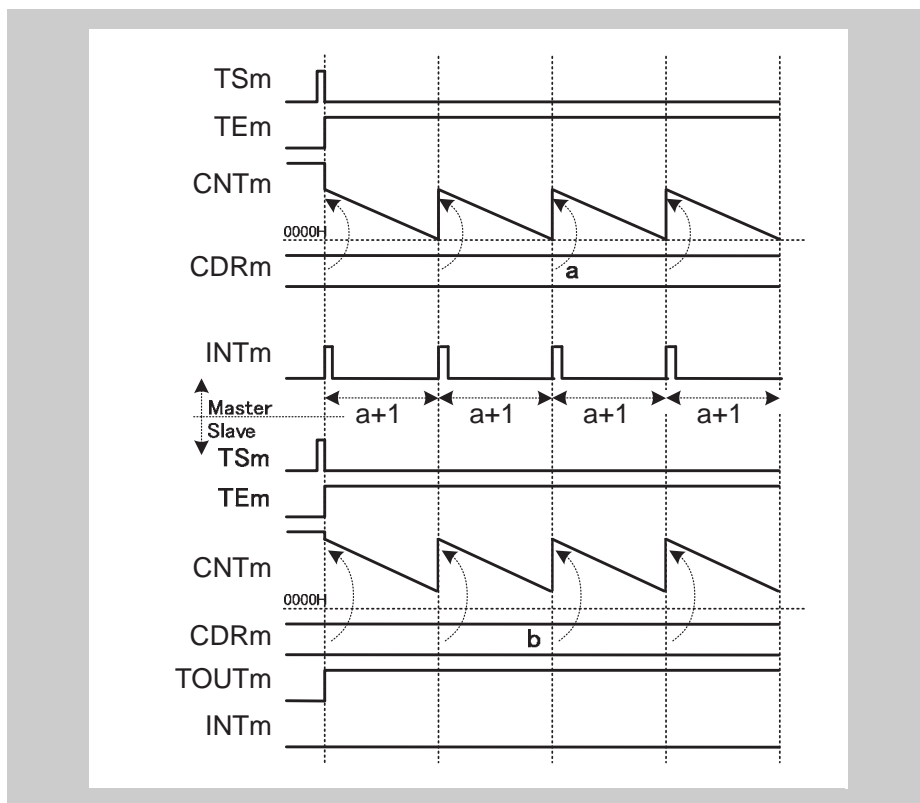 TSm
TEm
CNTm
0000H
CDRm
a
INTm
a+1 a+1 a+1 a+1
Master
Slave
TSm
TEm
CNTm
0000H
CDRm
b
TOUTm
INTm